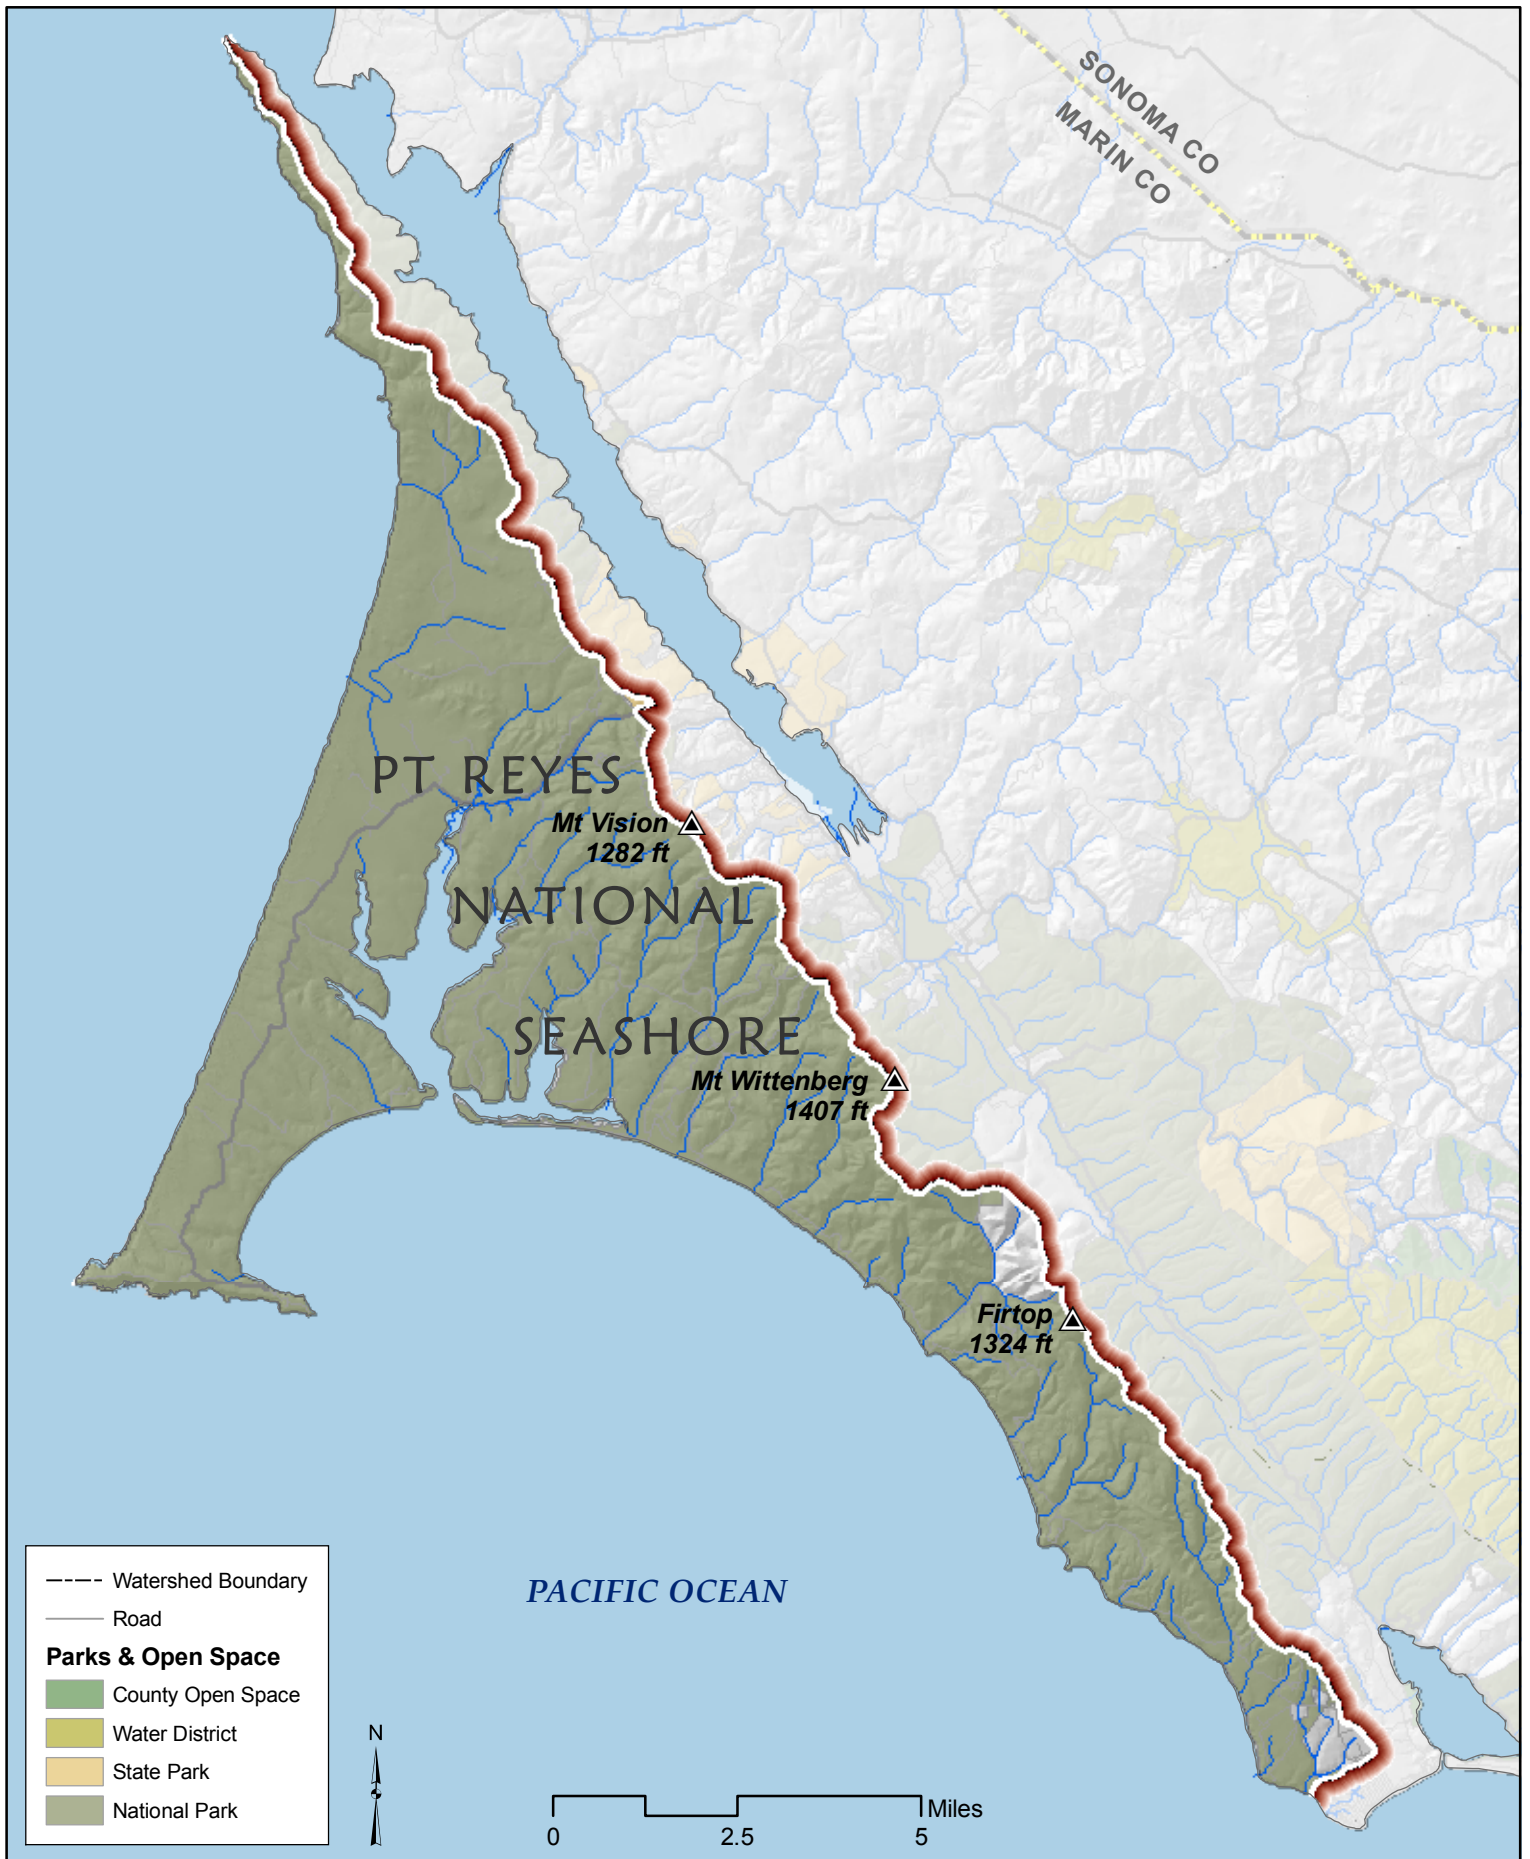 SONOMA CO
MARIN CO
PT REYES
Mt Vision
1282 ft
NATIONAL
SEASHORE
Mt Wittenberg
1407 ft
Firtop
1324 ft
PACIFIC OCEAN
Watershed Boundary
Road
Parks & Open Space
County Open Space
Water District
State Park
National Park
N
Miles
0 2.5 5